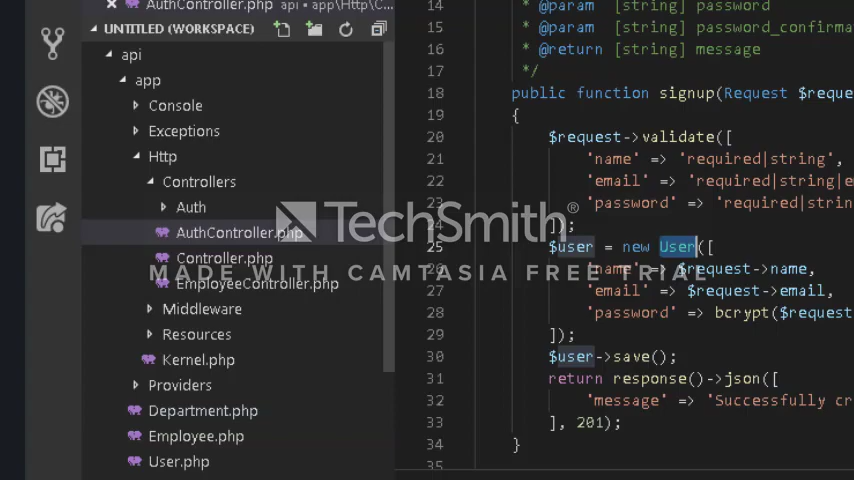 AuthController.php api • app\Http\C
UNTITLED (WORKSPACE)
api
app
Console
Exceptions
Http
Controllers
Auth
AuthController.php
Controller.php
EmployeeController.php
Middleware
Resources
Kernel.php
Providers
Department.php
Employee.php
User.php
14 * @param [string] password
15 * @param [string] password_confirma
16 * @return [string] message
17 */
18 public function signup(Request $reque
19 {
20 $request->validate([
21 'name' => 'required|string',
22 'email' => 'required|string|e
23 'password' => 'required|strin
24 ]);
25 $user = new User([
26 'name' => $request->name,
27 'email' => $request->email,
28 'password' => bcrypt($request
29 ]);
30 $user->save();
31 return response()->json([
32 'message' => 'Successfully cr
33 ], 201);
34 }
35
TechSmith®
MADE WITH CAMTASIA FREE TRIAL